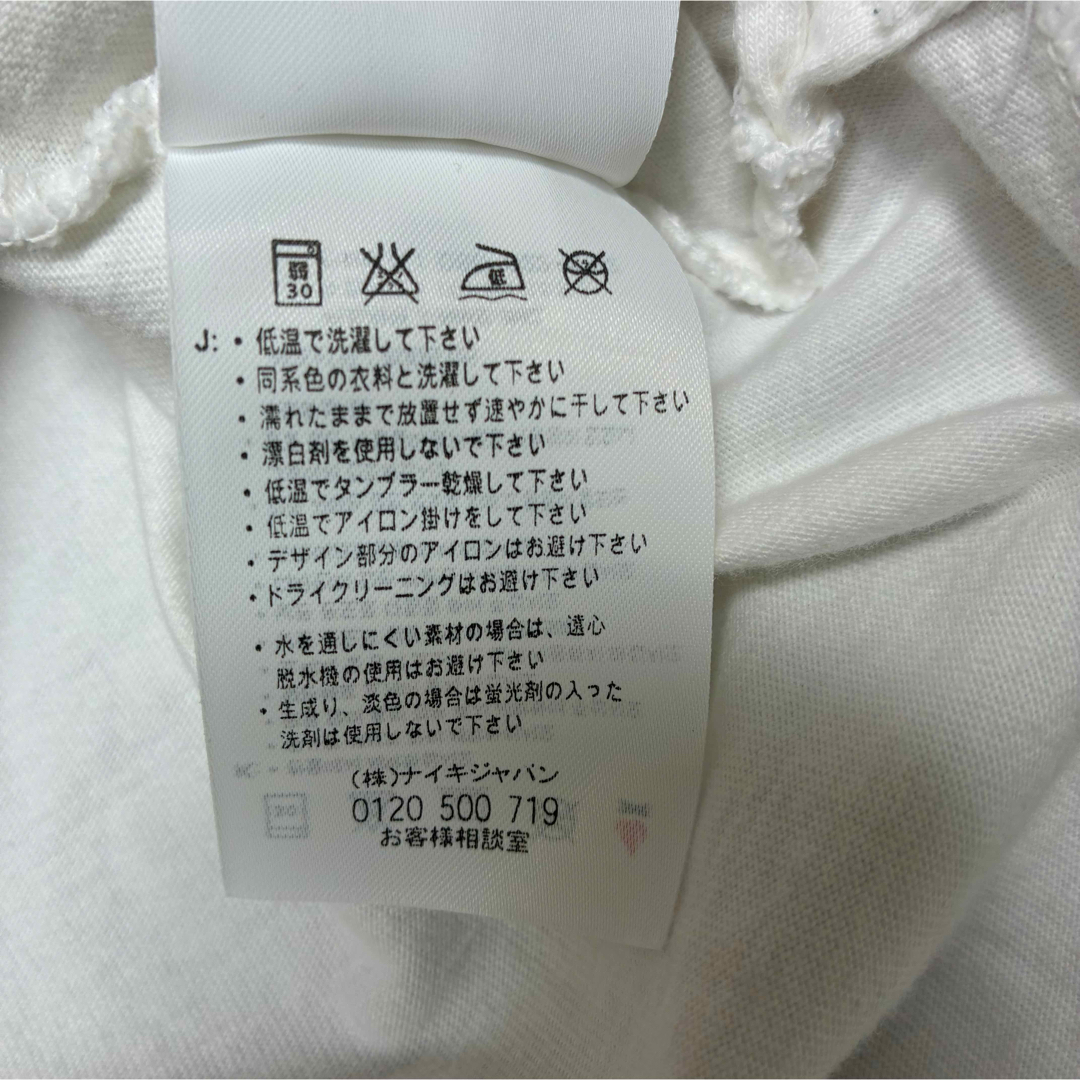 弱
30
低
J: ・低温で洗濯して下さい
・同系色の衣料と洗濯して下さい
・濡れたままで放置せず速やかに干して下さい
・漂白剤を使用しないで下さい
・低温でタンブラー乾燥して下さい
・低温でアイロン掛けをして下さい
・デザイン部分のアイロンはお避け下さい
・ドライクリーニングはお避け下さい
・水を通しにくい素材の場合は、遠心
脱水機の使用はお避け下さい
・生成り、淡色の場合は蛍光剤の入った
洗剤は使用しないで下さい
(株)ナイキジャパン
0120 500 719
お客様相談室